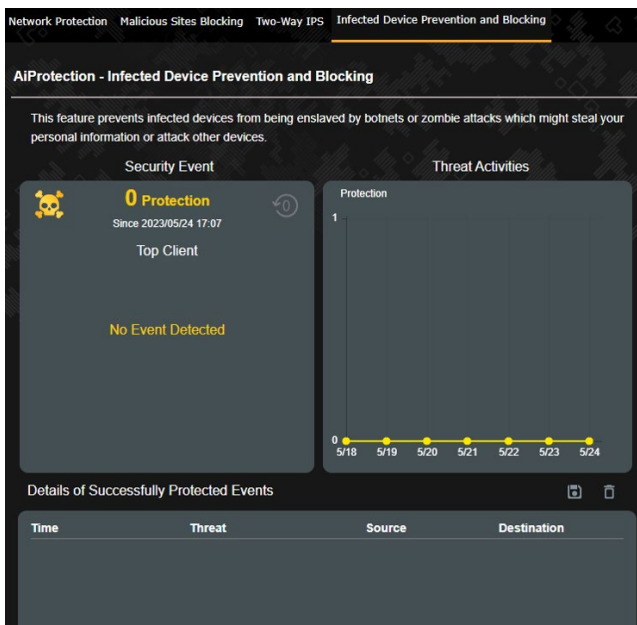 Network Protection Malicious Sites Blocking Two-Way IPS Infected Device Prevention and Blocking
AiProtection - Infected Device Prevention and Blocking
This feature prevents infected devices from being enslaved by botnets or zombie attacks which might steal your
personal information or attack other devices.
Security Event
0 Protection
Since 2023/05/24 17:07
0
Top Client
No Event Detected
Threat Activities
Protection
1
0
5/18 5/19 5/20 5/21 5/22 5/23 5/24
Details of Successfully Protected Events
Time Threat Source Destination